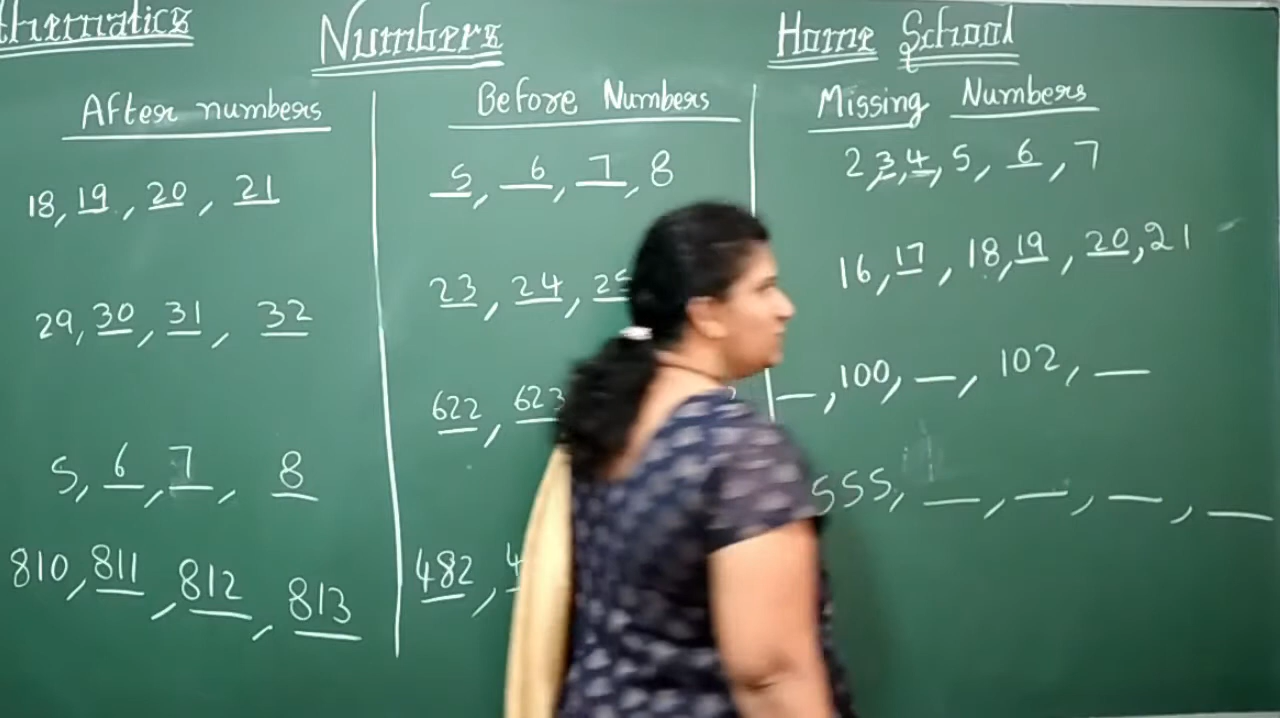 thematics Numbers Home School
After numbers
18, 19, 20, 21
29, 30, 31, 32
5, 6, 7, 8
810, 811, 812, 813
Before Numbers
5, 6, 7, 8
23, 24, 25
622, 623
482, 4
Missing Numbers
2, 3, 4, 5, 6, 7
16, 17, 18, 19, 20, 21
_, 100, _, 102, _
555, _, _, _, _